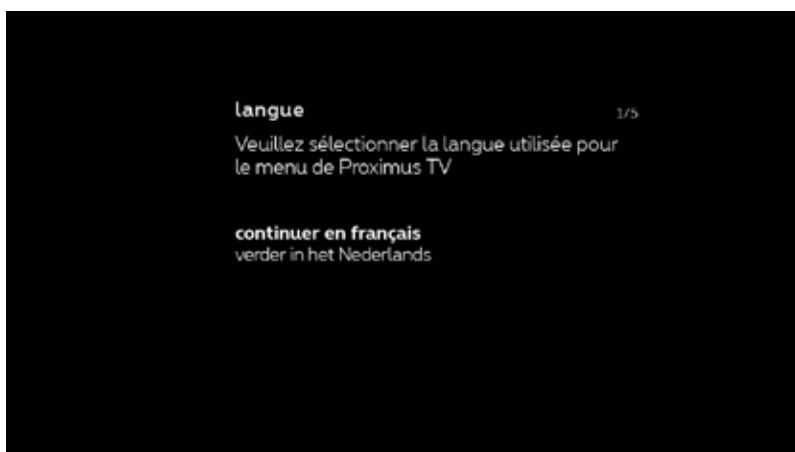 langue
1/5
Veuillez sélectionner la langue utilisée pour
le menu de Proximus TV
continuer en français
verder in het Nederlands